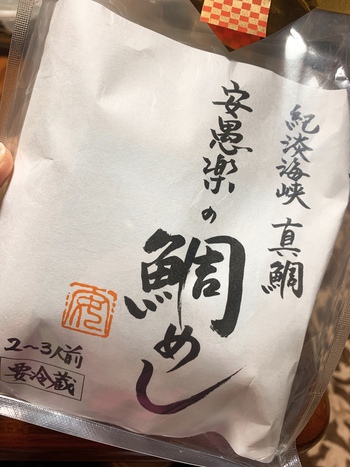 紀淡海峡 真鯛
安愚楽の
鯛めし
2〜3人前
要冷蔵